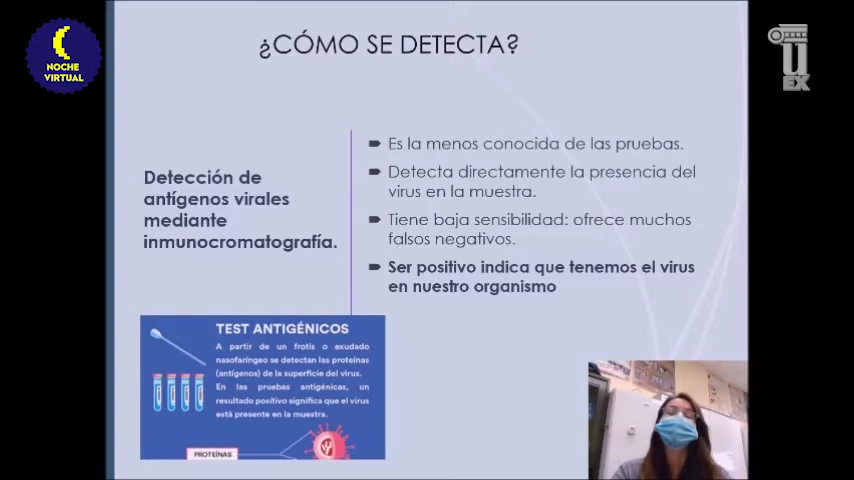 NOCHE
VIRTUAL
¿CÓMO SE DETECTA?
UEX
Detección de
antígenos virales
mediante
inmunocromatografía.
Es la menos conocida de las pruebas.
Detecta directamente la presencia del
virus en la muestra.
Tiene baja sensibilidad: ofrece muchos
falsos negativos.
Ser positivo indica que tenemos el virus
en nuestro organismo
TEST ANTIGÉNICOS
A partir de un frotis o exudado
nasofaríngeo se detectan las proteínas
(antígenos) de la superficie del virus.
En las pruebas antigénicas, un
resultado positivo significa que el virus
está presente en la muestra.
PROTEÍNAS